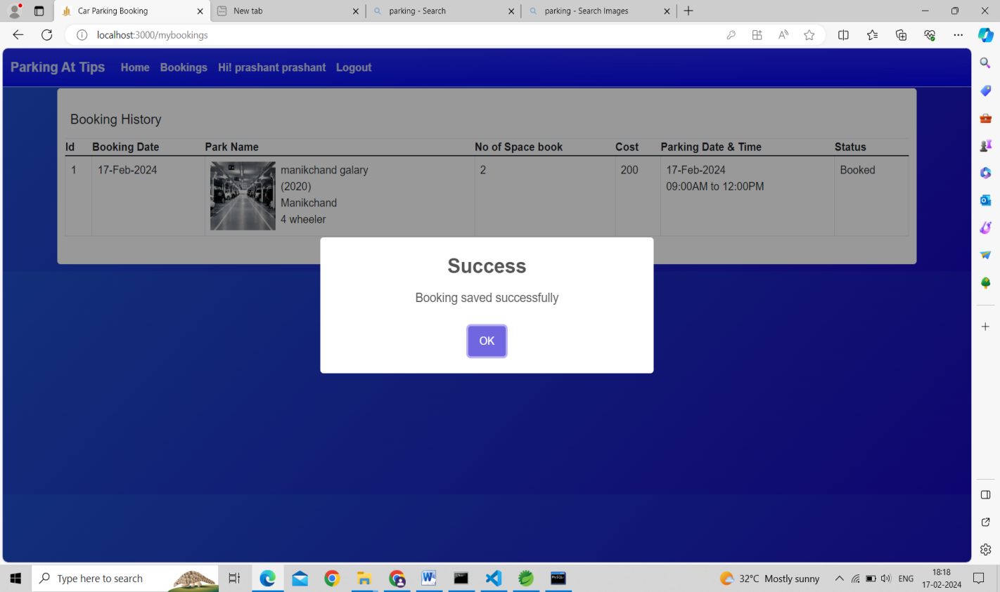 Car Parking Booking
New tab
parking - Search
parking - Search Images
localhost:3000/mybookings
Parking At Tips
Home
Bookings
Hi! prashant prashant
Logout
Booking History
Id Booking Date Park Name No of Space book Cost Parking Date & Time Status
1 17-Feb-2024 manikchand galary 2 200 17-Feb-2024 Booked
(2020) 09:00AM to 12:00PM
Manikchand
4 wheeler
Success
Booking saved successfully
OK
Type here to search
32°C Mostly sunny
ENG
18:18
17-02-2024